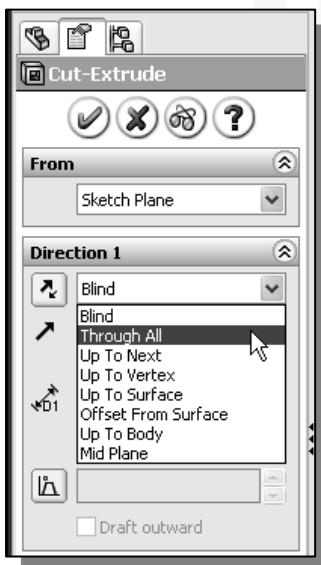 Cut-Extrude
?
From
Sketch Plane
Direction 1
Blind
Blind
Through All
Up To Next
Up To Vertex
Up To Surface
D1
Offset From Surface
Up To Body
Mid Plane
Draft outward